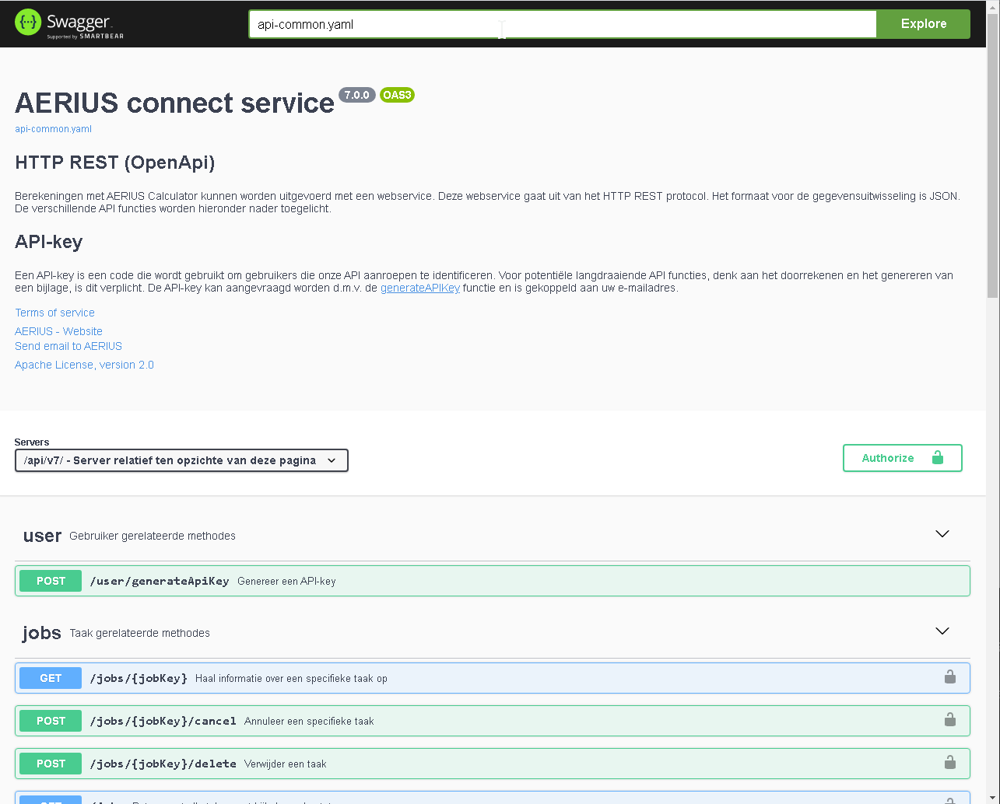 Swagger
Supported by SMARTBEAR
api-common.yaml
Explore
AERIUS connect service 7.0.0 OAS3
api-common.yaml
HTTP REST (OpenApi)
Berekeningen met AERIUS Calculator kunnen worden uitgevoerd met een webservice. Deze webservice gaat uit van het HTTP REST protocol. Het formaat voor de gegevensuitwisseling is JSON.
De verschillende API functies worden hieronder nader toegelicht.
API-key
Een API-key is een code die wordt gebruikt om gebruikers die onze API aanroepen te identificeren. Voor potentiële langdraaiende API functies, denk aan het doorrekenen en het genereren van
een bijlage, is dit verplicht. De API-key kan aangevraagd worden d.m.v. de generateAPIKey functie en is gekoppeld aan uw e-mailadres.
Terms of service
AERIUS - Website
Send email to AERIUS
Apache License, version 2.0
Servers
/api/v7/ - Server relatief ten opzichte van deze pagina
Authorize
user Gebruiker gerelateerde methodes
POST /user/generateApiKey Genereer een API-key
jobs Taak gerelateerde methodes
GET /jobs/{jobKey} Haal informatie over een specifieke taak op
POST /jobs/{jobKey}/cancel Annuleer een specifieke taak
POST /jobs/{jobKey}/delete Verwijder een taak